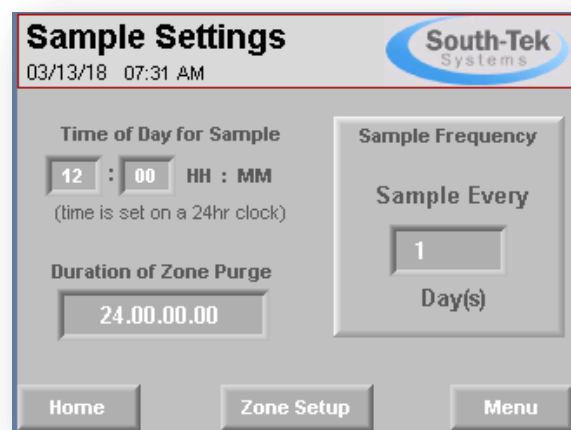 Sample Settings
03/13/18 07:31 AM
South-Tek
Systems
Time of Day for Sample
12 : 00 HH : MM
(time is set on a 24hr clock)
Duration of Zone Purge
24.00.00.00
Sample Frequency
Sample Every
1
Day(s)
Home
Zone Setup
Menu